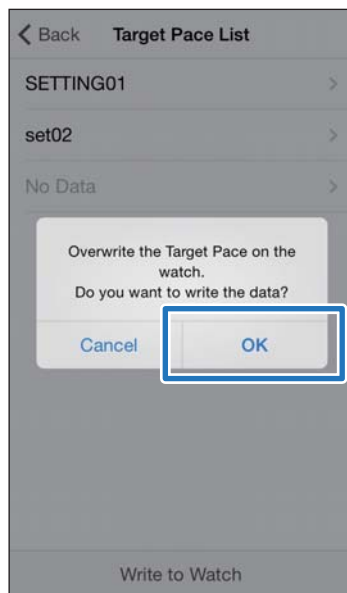 Back Target Pace List
SETTING01
set02
No Data
Overwrite the Target Pace on the
watch.
Do you want to write the data?
Cancel OK
Write to Watch